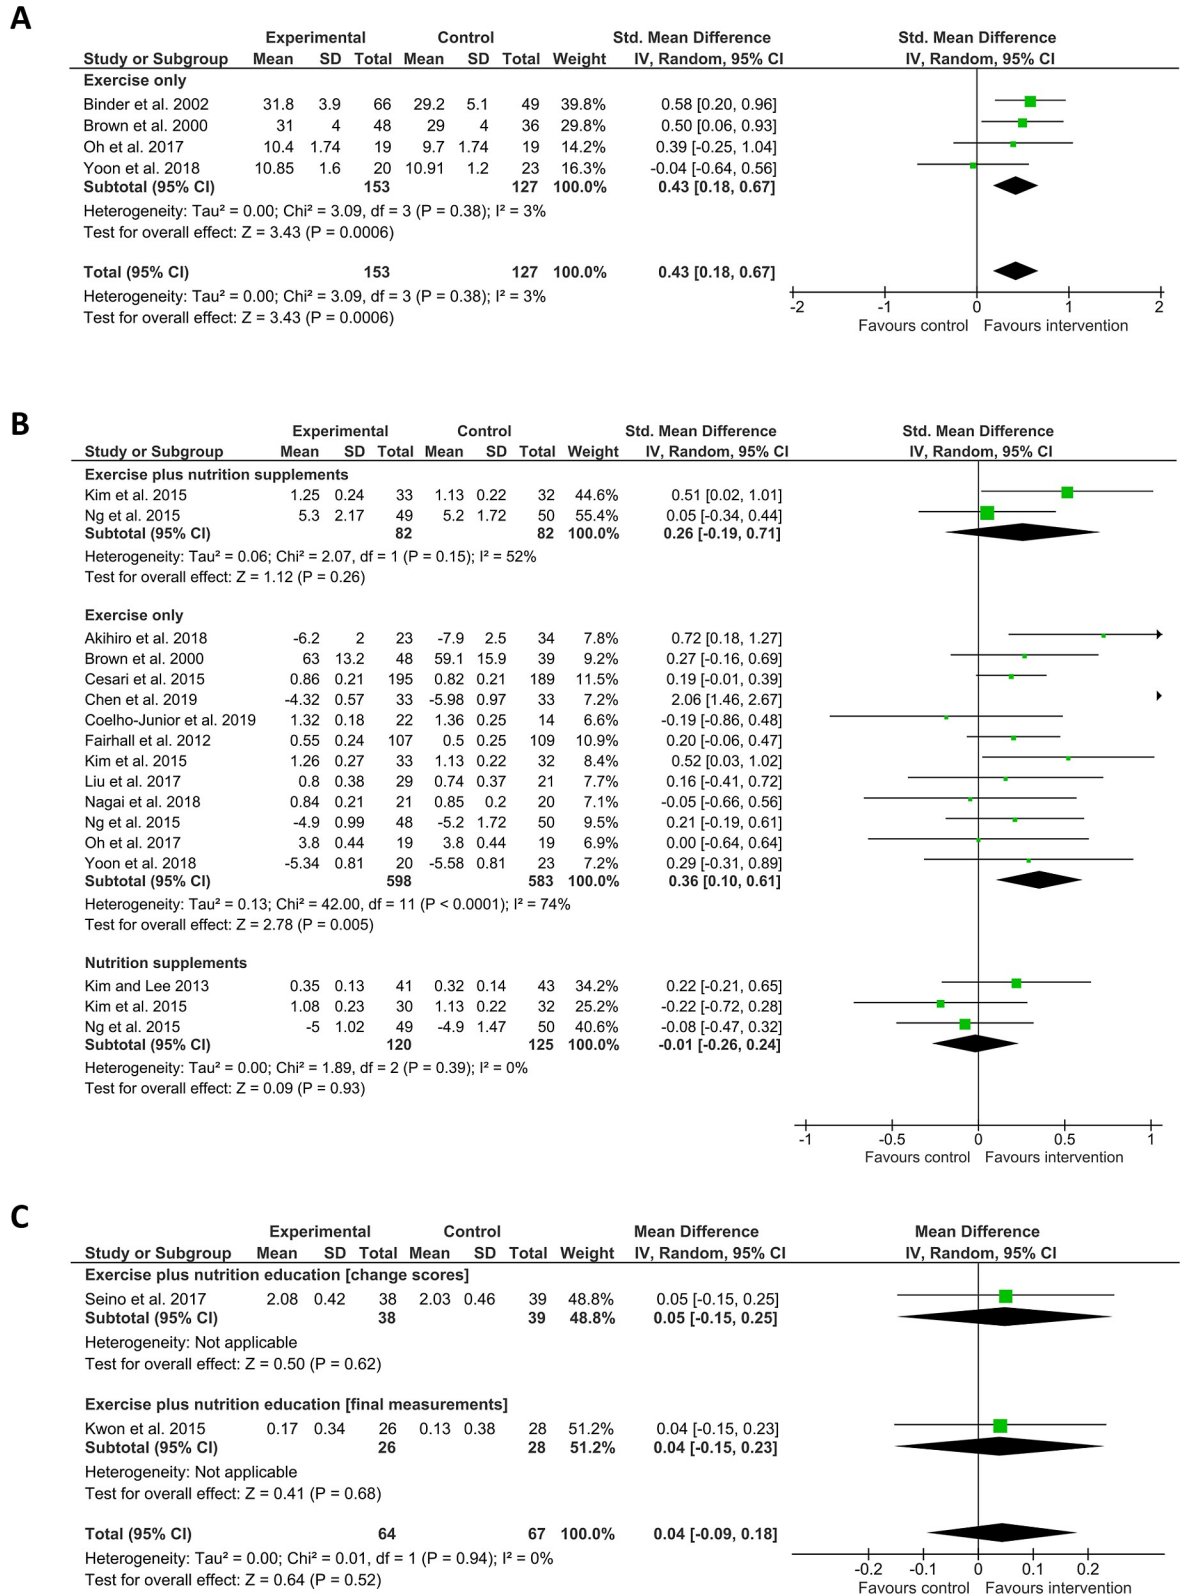 A
Experimental Control Std. Mean Difference Std. Mean Difference
Study or Subgroup Mean SD Total Mean SD Total Weight IV, Random, 95% CI IV, Random, 95% CI
Exercise only
Binder et al. 2002 31.8 3.9 66 29.2 5.1 49 39.8% 0.58 [0.20, 0.96]
Brown et al. 2000 31 4 48 29 4 36 29.8% 0.50 [0.06, 0.93]
Oh et al. 2017 10.4 1.74 19 9.7 1.74 19 14.2% 0.39 [-0.25, 1.04]
Yoon et al. 2018 10.85 1.6 20 10.91 1.2 23 16.3% -0.04 [-0.64, 0.56]
Subtotal (95% CI) 153 127 100.0% 0.43 [0.18, 0.67]
Heterogeneity: Tau² = 0.00; Chi² = 3.09, df = 3 (P = 0.38); I² = 3%
Test for overall effect: Z = 3.43 (P = 0.0006)
Total (95% CI) 153 127 100.0% 0.43 [0.18, 0.67]
Heterogeneity: Tau² = 0.00; Chi² = 3.09, df = 3 (P = 0.38); I² = 3%
Test for overall effect: Z = 3.43 (P = 0.0006)
-2 -1 0 1 2
Favours control Favours intervention
B
Experimental Control Std. Mean Difference Std. Mean Difference
Study or Subgroup Mean SD Total Mean SD Total Weight IV, Random, 95% CI IV, Random, 95% CI
Exercise plus nutrition supplements
Kim et al. 2015 1.25 0.24 33 1.13 0.22 32 44.6% 0.51 [0.02, 1.01]
Ng et al. 2015 5.3 2.17 49 5.2 1.72 50 55.4% 0.05 [-0.34, 0.44]
Subtotal (95% CI) 82 82 100.0% 0.26 [-0.19, 0.71]
Heterogeneity: Tau² = 0.06; Chi² = 2.07, df = 1 (P = 0.15); I² = 52%
Test for overall effect: Z = 1.12 (P = 0.26)
Exercise only
Akihiro et al. 2018 -6.2 2 23 -7.9 2.5 34 7.8% 0.72 [0.18, 1.27]
Brown et al. 2000 63 13.2 48 59.1 15.9 39 9.2% 0.27 [-0.16, 0.69]
Cesari et al. 2015 0.86 0.21 195 0.82 0.21 189 11.5% 0.19 [-0.01, 0.39]
Chen et al. 2019 -4.32 0.57 33 -5.98 0.97 33 7.2% 2.06 [1.46, 2.67]
Coelho-Junior et al. 2019 1.32 0.18 22 1.36 0.25 14 6.6% -0.19 [-0.86, 0.48]
Fairhall et al. 2012 0.55 0.24 107 0.5 0.25 109 10.9% 0.20 [-0.06, 0.47]
Kim et al. 2015 1.26 0.27 33 1.13 0.22 32 8.4% 0.52 [0.03, 1.02]
Liu et al. 2017 0.8 0.38 29 0.74 0.37 21 7.7% 0.16 [-0.41, 0.72]
Nagai et al. 2018 0.84 0.21 21 0.85 0.2 20 7.1% -0.05 [-0.66, 0.56]
Ng et al. 2015 -4.9 0.99 48 -5.2 1.72 50 9.5% 0.21 [-0.19, 0.61]
Oh et al. 2017 3.8 0.44 19 3.8 0.44 19 6.9% 0.00 [-0.64, 0.64]
Yoon et al. 2018 -5.34 0.81 20 -5.58 0.81 23 7.2% 0.29 [-0.31, 0.89]
Subtotal (95% CI) 598 583 100.0% 0.36 [0.10, 0.61]
Heterogeneity: Tau² = 0.13; Chi² = 42.00, df = 11 (P < 0.0001); I² = 74%
Test for overall effect: Z = 2.78 (P = 0.005)
Nutrition supplements
Kim and Lee 2013 0.35 0.13 41 0.32 0.14 43 34.2% 0.22 [-0.21, 0.65]
Kim et al. 2015 1.08 0.23 30 1.13 0.22 32 25.2% -0.22 [-0.72, 0.28]
Ng et al. 2015 -5 1.02 49 -4.9 1.47 50 40.6% -0.08 [-0.47, 0.32]
Subtotal (95% CI) 120 125 100.0% -0.01 [-0.26, 0.24]
Heterogeneity: Tau² = 0.00; Chi² = 1.89, df = 2 (P = 0.39); I² = 0%
Test for overall effect: Z = 0.09 (P = 0.93)
-1 -0.5 0 0.5 1
Favours control Favours intervention
C
Experimental Control Mean Difference Mean Difference
Study or Subgroup Mean SD Total Mean SD Total Weight IV, Random, 95% CI IV, Random, 95% CI
Exercise plus nutrition education [change scores]
Seino et al. 2017 2.08 0.42 38 2.03 0.46 39 48.8% 0.05 [-0.15, 0.25]
Subtotal (95% CI) 38 39 48.8% 0.05 [-0.15, 0.25]
Heterogeneity: Not applicable
Test for overall effect: Z = 0.50 (P = 0.62)
Exercise plus nutrition education [final measurements]
Kwon et al. 2015 0.17 0.34 26 0.13 0.38 28 51.2% 0.04 [-0.15, 0.23]
Subtotal (95% CI) 26 28 51.2% 0.04 [-0.15, 0.23]
Heterogeneity: Not applicable
Test for overall effect: Z = 0.41 (P = 0.68)
Total (95% CI) 64 67 100.0% 0.04 [-0.09, 0.18]
Heterogeneity: Tau² = 0.00; Chi² = 0.01, df = 1 (P = 0.94); I² = 0%
Test for overall effect: Z = 0.64 (P = 0.52)
-0.2 -0.1 0 0.1 0.2
Favours control Favours intervention